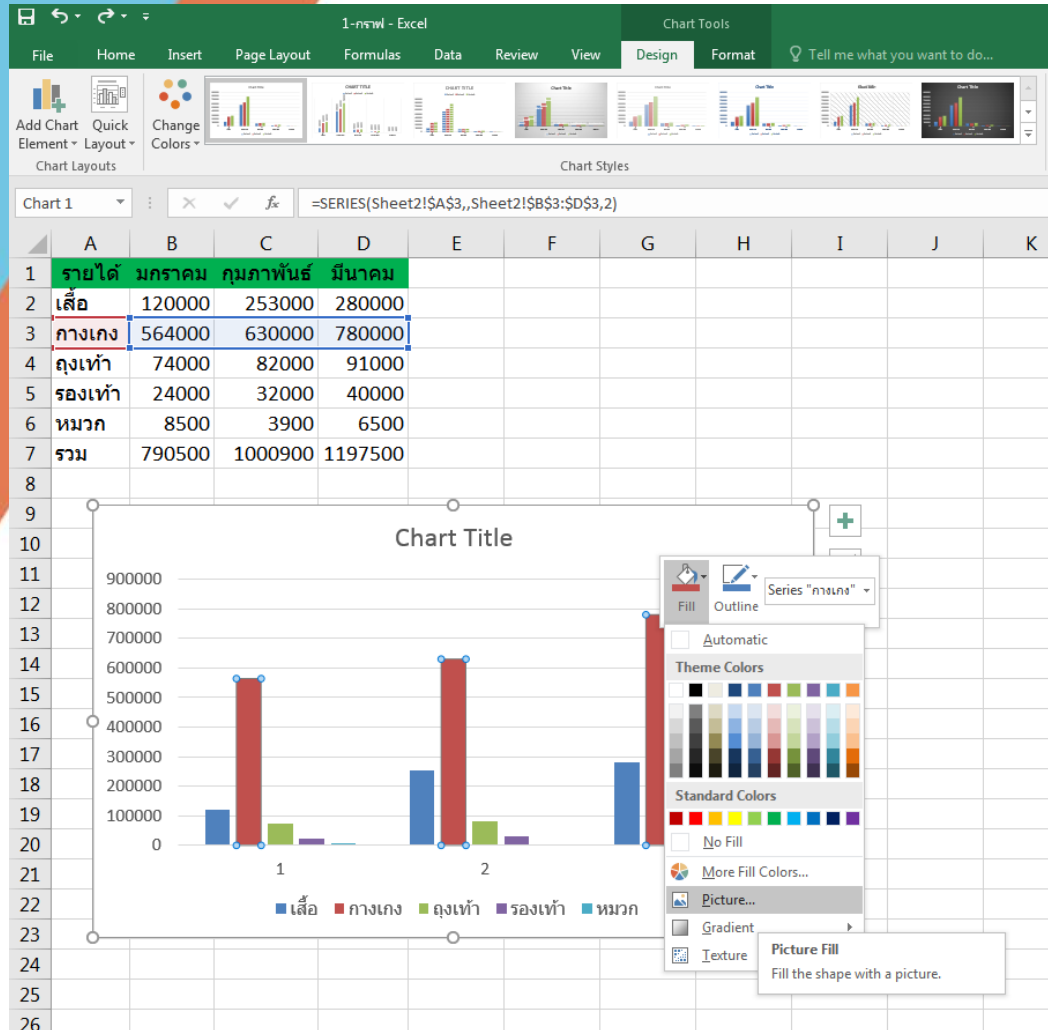 1-กราฟ - Excel
Chart Tools
File Home Insert Page Layout Formulas Data Review View Design Format Tell me what you want to do...
Add Chart Element
Quick Layout
Change Colors
Chart Layouts
Chart Styles
Chart 1
fx
=SERIES(Sheet2!$A$3,,Sheet2!$B$3:$D$3,2)
A B C D E F G H I J K
1 รายได้ มกราคม กุมภาพันธ์ มีนาคม
2 เสื้อ 120000 253000 280000
3 กางเกง 564000 630000 780000
4 ถุงเท้า 74000 82000 91000
5 รองเท้า 24000 32000 40000
6 หมวก 8500 3900 6500
7 รวม 790500 1000900 1197500
8
9
10
11
12
13
14
15
16
17
18
19
20
21
22
23
24
25
26
Chart Title
900000
800000
700000
600000
500000
400000
300000
200000
100000
0
1 2
เสื้อ กางเกง ถุงเท้า รองเท้า หมวก
Fill Outline Series "กางเกง"
Automatic
Theme Colors
Standard Colors
No Fill
More Fill Colors...
Picture...
Gradient
Texture
Picture Fill
Fill the shape with a picture.